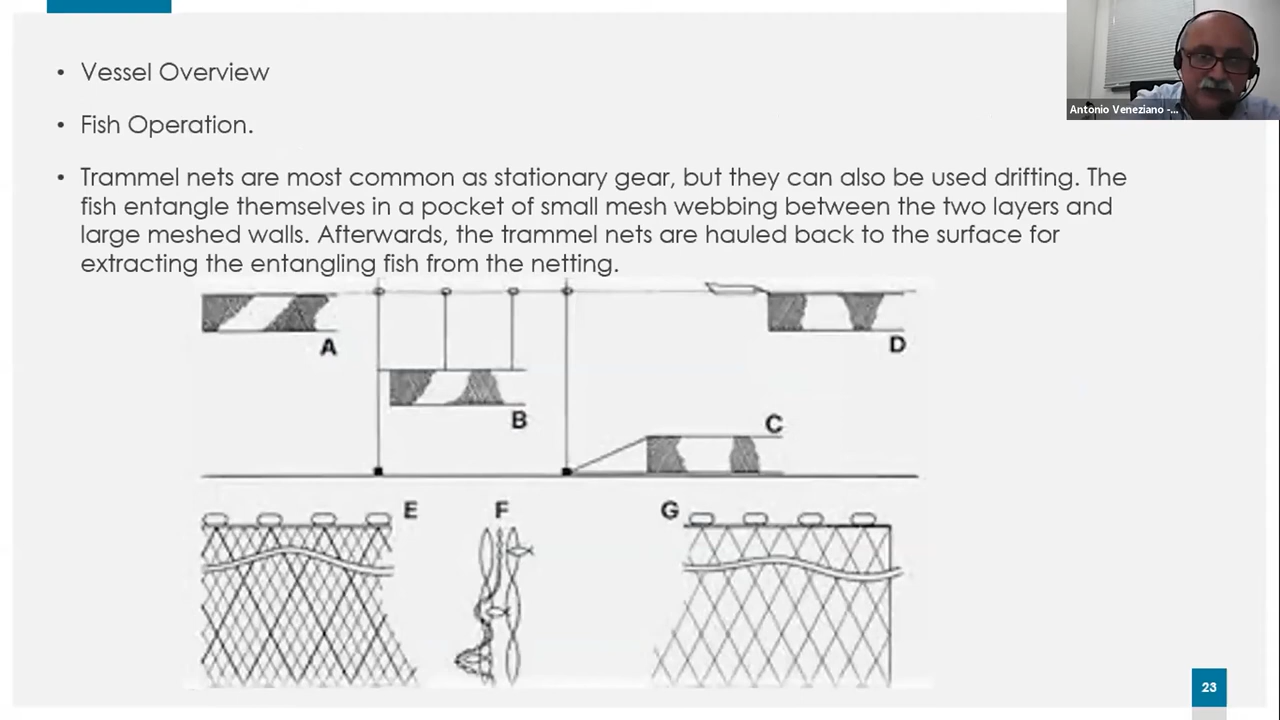 Antonio Veneziano -...
• Vessel Overview
• Fish Operation.
• Trammel nets are most common as stationary gear, but they can also be used drifting. The
fish entangle themselves in a pocket of small mesh webbing between the two layers and
large meshed walls. Afterwards, the trammel nets are hauled back to the surface for
extracting the entangling fish from the netting.
A
D
B
C
E
F
G
23